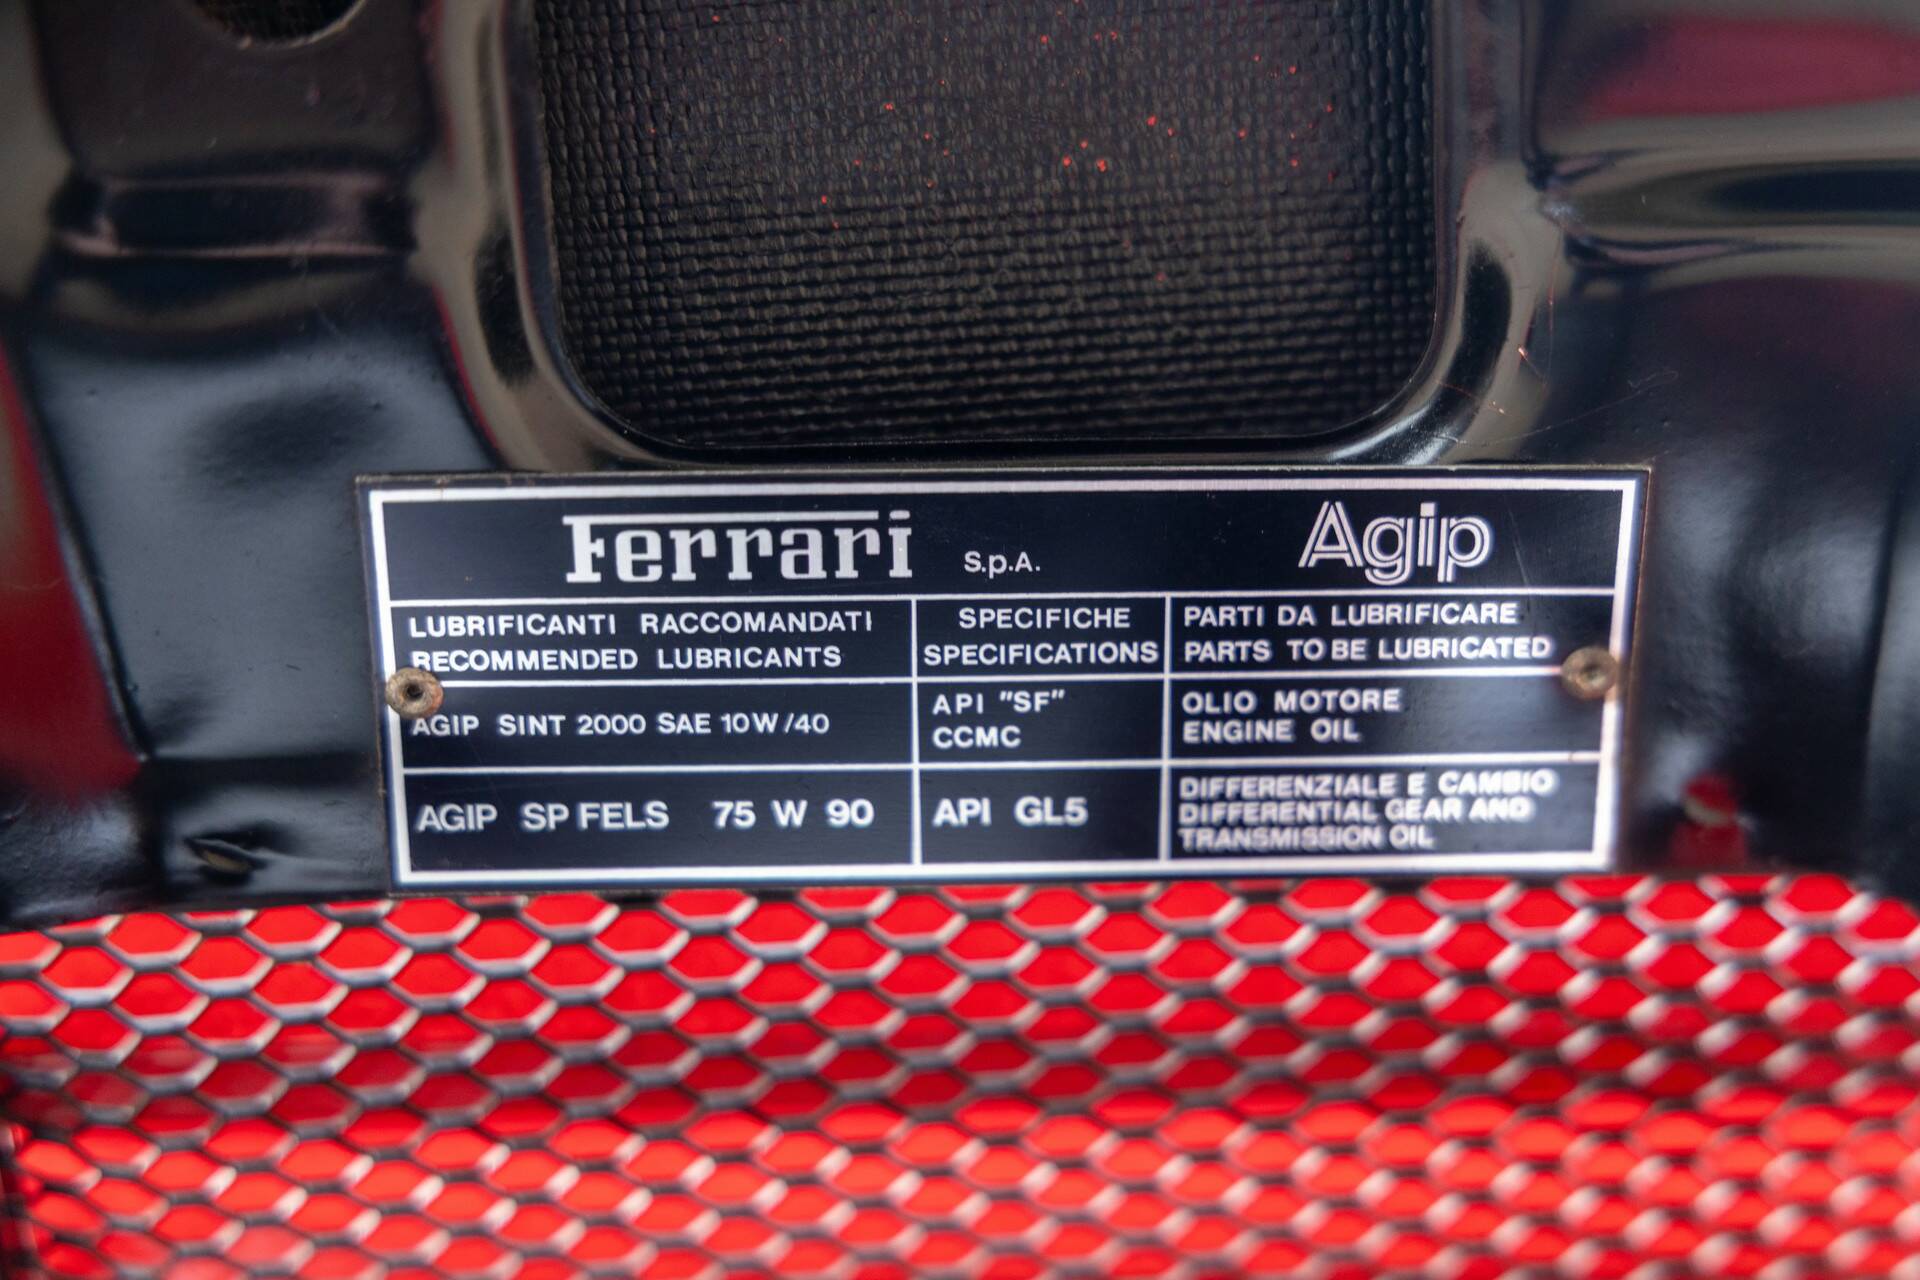 Ferrari S.p.A. Agip
LUBRIFICANTI RACCOMANDATI
RECOMMENDED LUBRICANTS
SPECIFICHE
SPECIFICATIONS
PARTI DA LUBRIFICARE
PARTS TO BE LUBRICATED
AGIP SINT 2000 SAE 10W/40
API "SF"
CCMC
OLIO MOTORE
ENGINE OIL
AGIP SP FELS 75 W 90
API GL5
DIFFERENZIALE E CAMBIO
DIFFERENTIAL GEAR AND
TRANSMISSION OIL